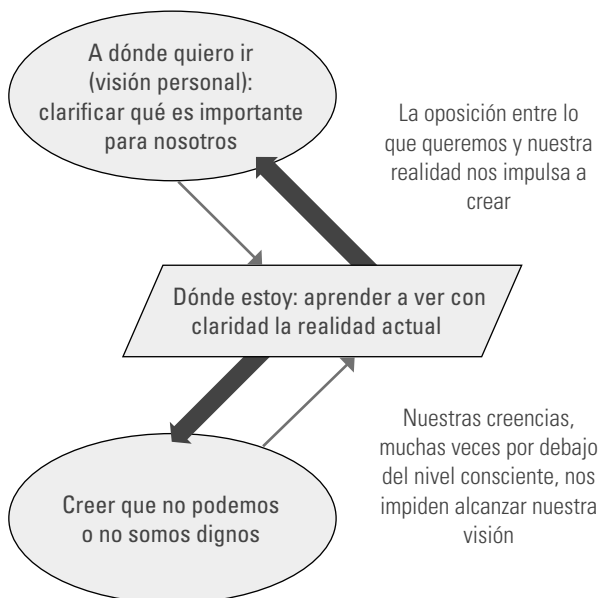 A dónde quiero ir
(visión personal):
clarificar qué es importante
para nosotros
La oposición entre lo
que queremos y nuestra
realidad nos impulsa a
crear
Dónde estoy: aprender a ver con
claridad la realidad actual
Nuestras creencias,
muchas veces por debajo
del nivel consciente, nos
impiden alcanzar nuestra
visión
Creer que no podemos
o no somos dignos